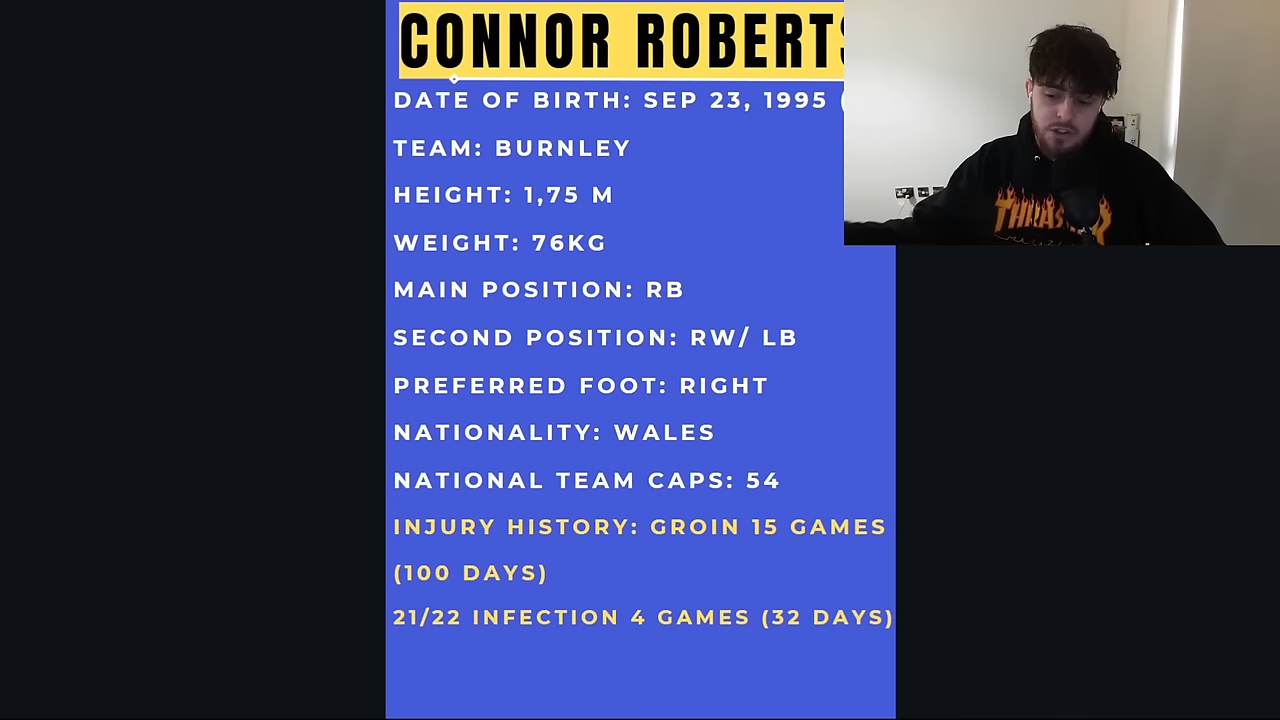 CONNOR ROBERTS
DATE OF BIRTH: SEP 23, 1995 (
TEAM: BURNLEY
HEIGHT: 1,75 M
WEIGHT: 76KG
MAIN POSITION: RB
SECOND POSITION: RW/ LB
PREFERRED FOOT: RIGHT
NATIONALITY: WALES
NATIONAL TEAM CAPS: 54
INJURY HISTORY: GROIN 15 GAMES
(100 DAYS)
21/22 INFECTION 4 GAMES (32 DAYS)